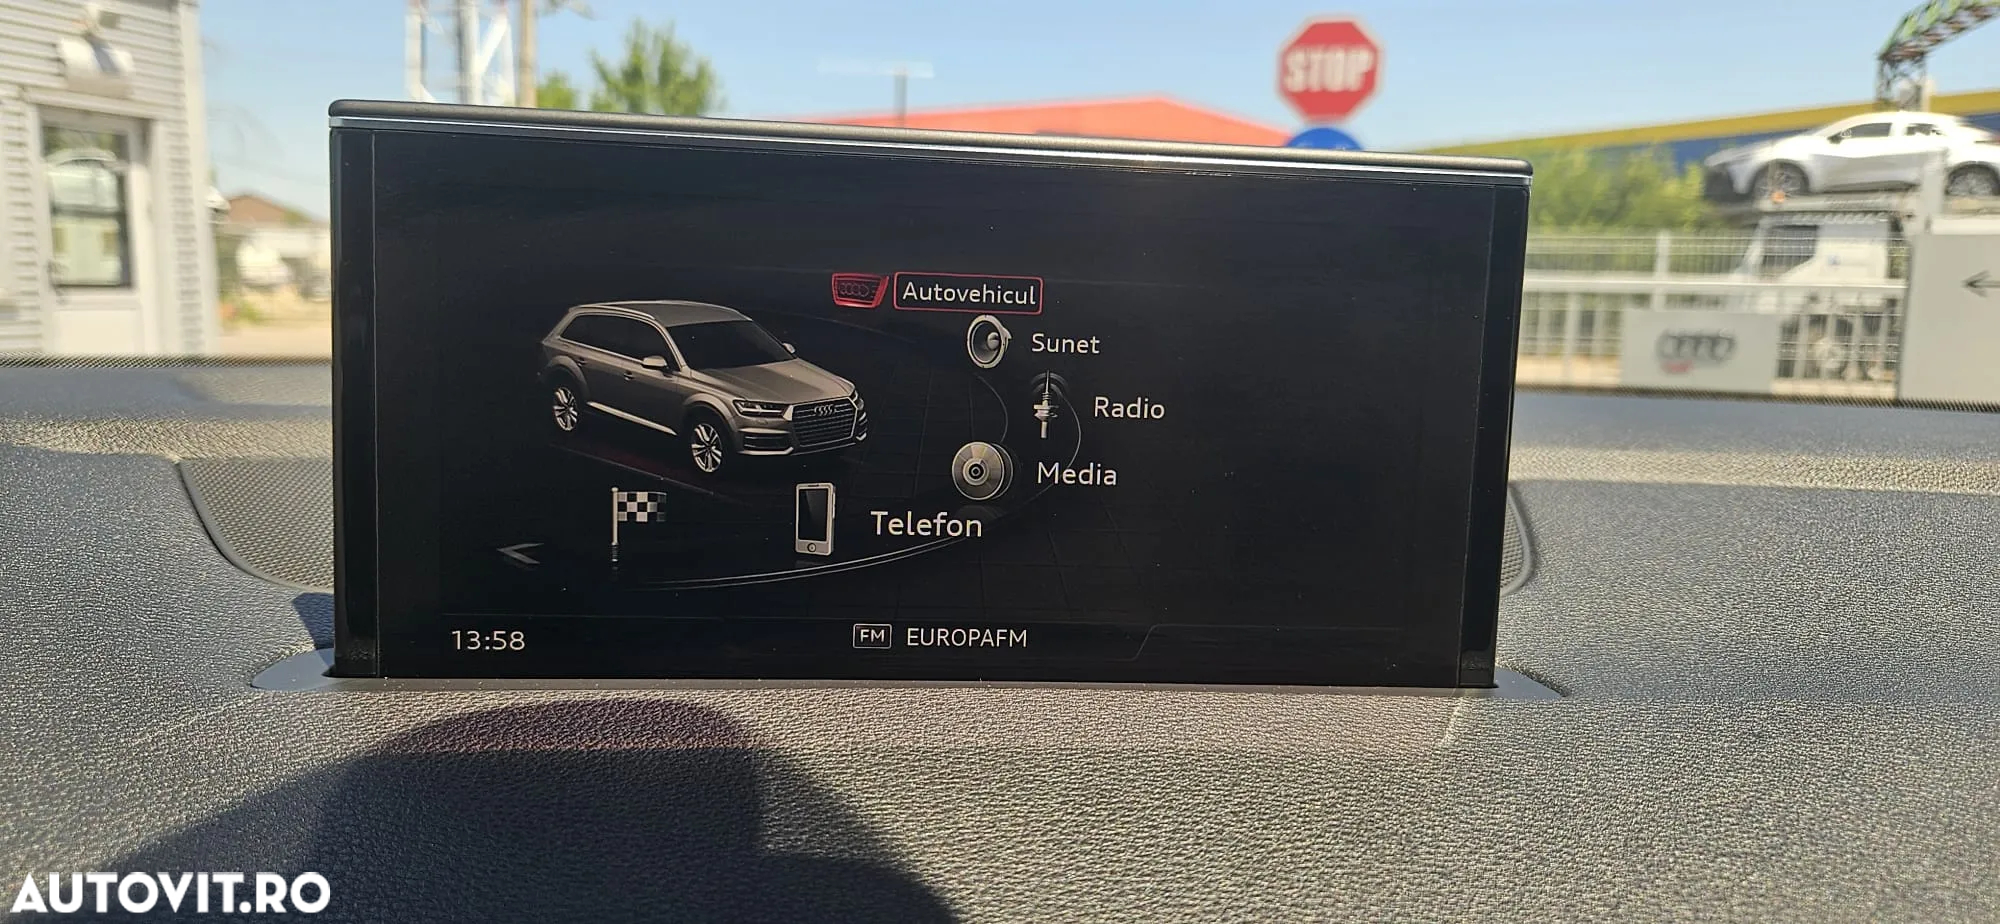 STOP
Autovehicul
Sunet
Radio
Media
Telefon
13:58
FM EUROPAFM
AUTOVIT.RO